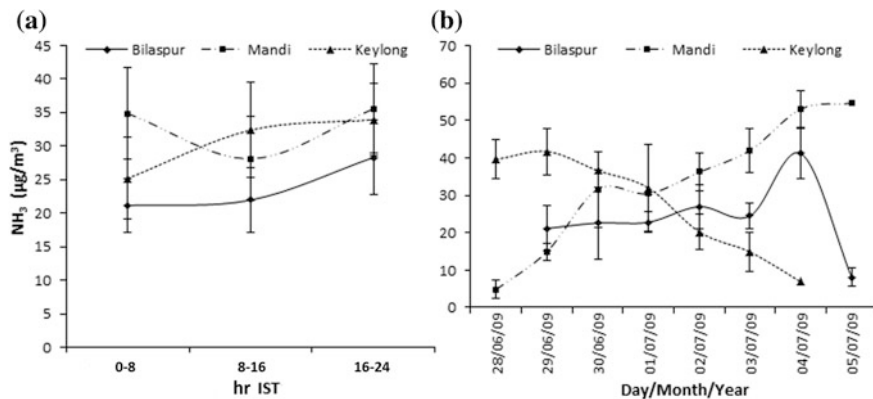 (a)
Bilaspur Mandi Keylong
NH₃ (µg/m³)
45
40
35
30
25
20
15
10
5
0
0-8 8-16 16-24
hr IST
(b)
Bilaspur Mandi Keylong
70
60
50
40
30
20
10
0
28/06/09 29/06/09 30/06/09 01/07/09 02/07/09 03/07/09 04/07/09 05/07/09
Day/Month/Year